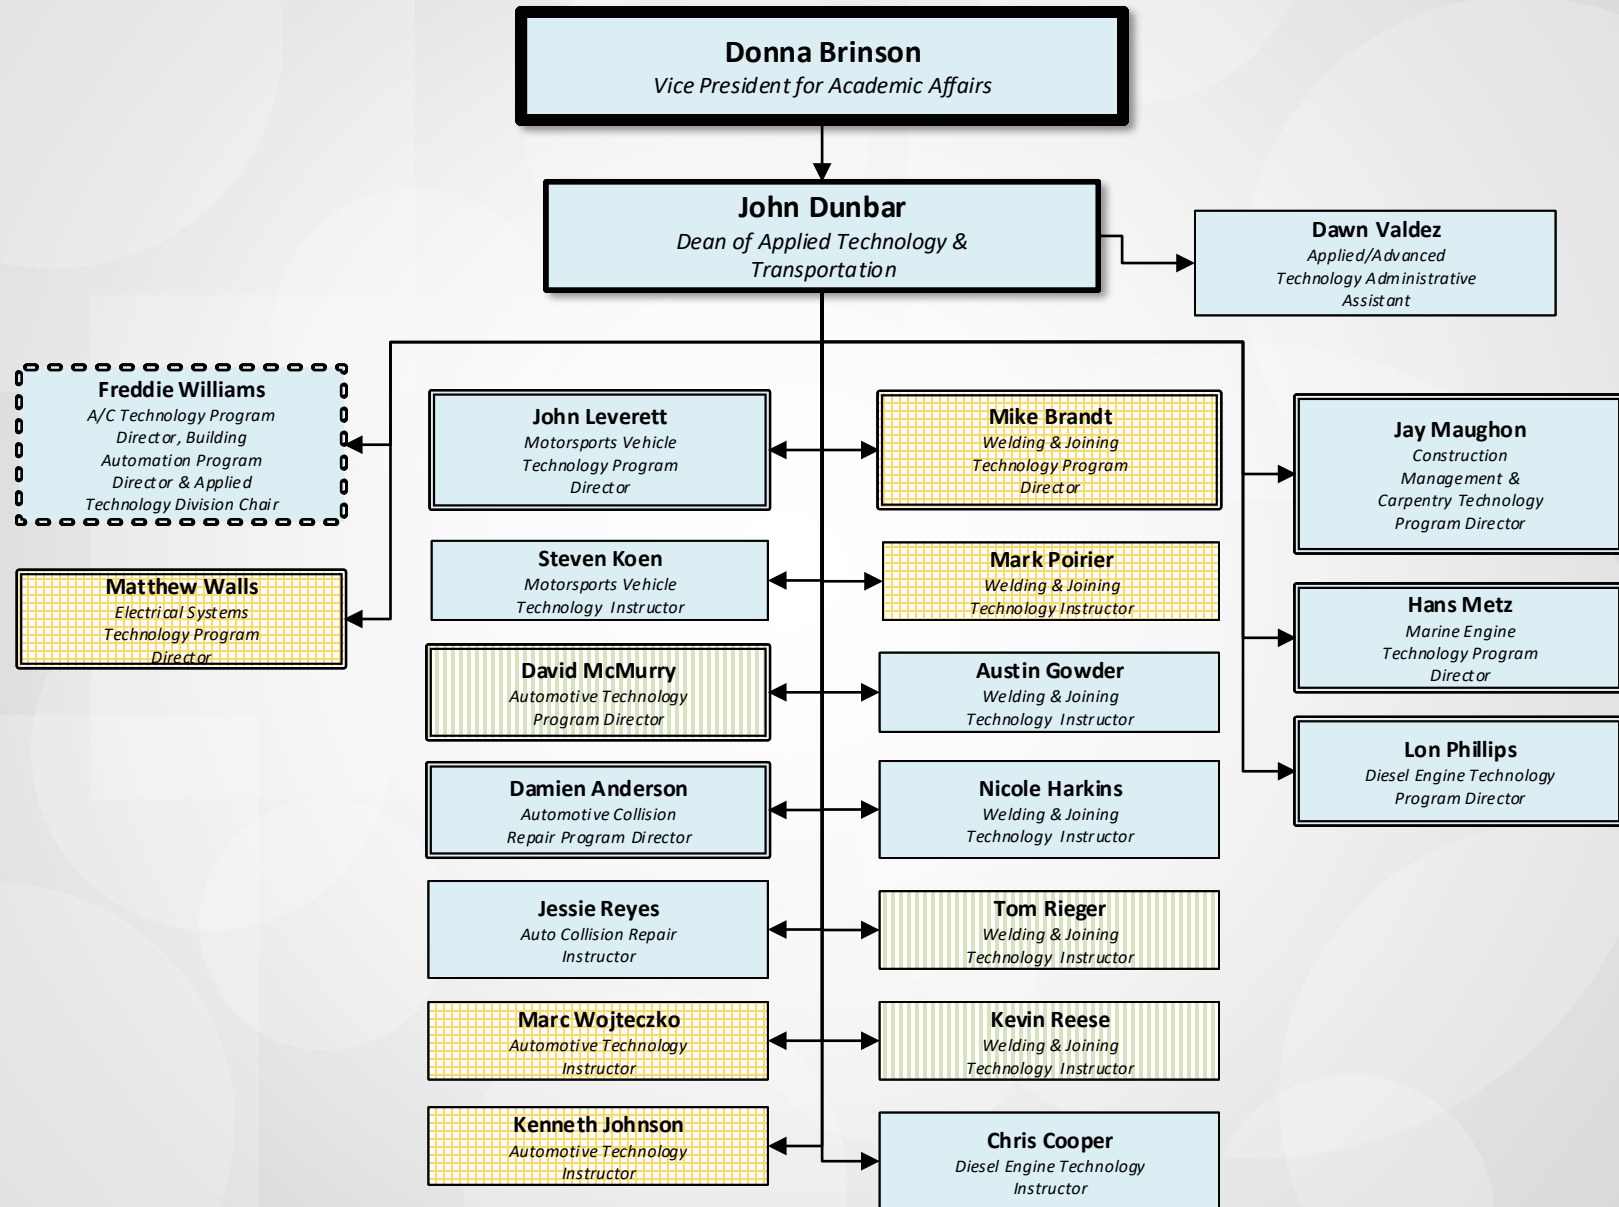 Donna Brinson
Vice President for Academic Affairs
John Dunbar
Dean of Applied Technology &
Transportation
Dawn Valdez
Applied/Advanced
Technology Administrative
Assistant
Freddie Williams
A/C Technology Program
Director, Building
Automation Program
Director & Applied
Technology Division Chair
Matthew Walls
Electrical Systems
Technology Program
Director
John Leverett
Motorsports Vehicle
Technology Program
Director
Steven Koen
Motorsports Vehicle
Technology Instructor
David McMurry
Automotive Technology
Program Director
Damien Anderson
Automotive Collision
Repair Program Director
Jessie Reyes
Auto Collision Repair
Instructor
Marc Wojteczko
Automotive Technology
Instructor
Kenneth Johnson
Automotive Technology
Instructor
Mike Brandt
Welding & Joining
Technology Program
Director
Mark Poirier
Welding & Joining
Technology Instructor
Austin Gowder
Welding & Joining
Technology Instructor
Nicole Harkins
Welding & Joining
Technology Instructor
Tom Rieger
Welding & Joining
Technology Instructor
Kevin Reese
Welding & Joining
Technology Instructor
Chris Cooper
Diesel Engine Technology
Instructor
Jay Maughon
Construction
Management &
Carpentry Technology
Program Director
Hans Metz
Marine Engine
Technology Program
Director
Lon Phillips
Diesel Engine Technology
Program Director